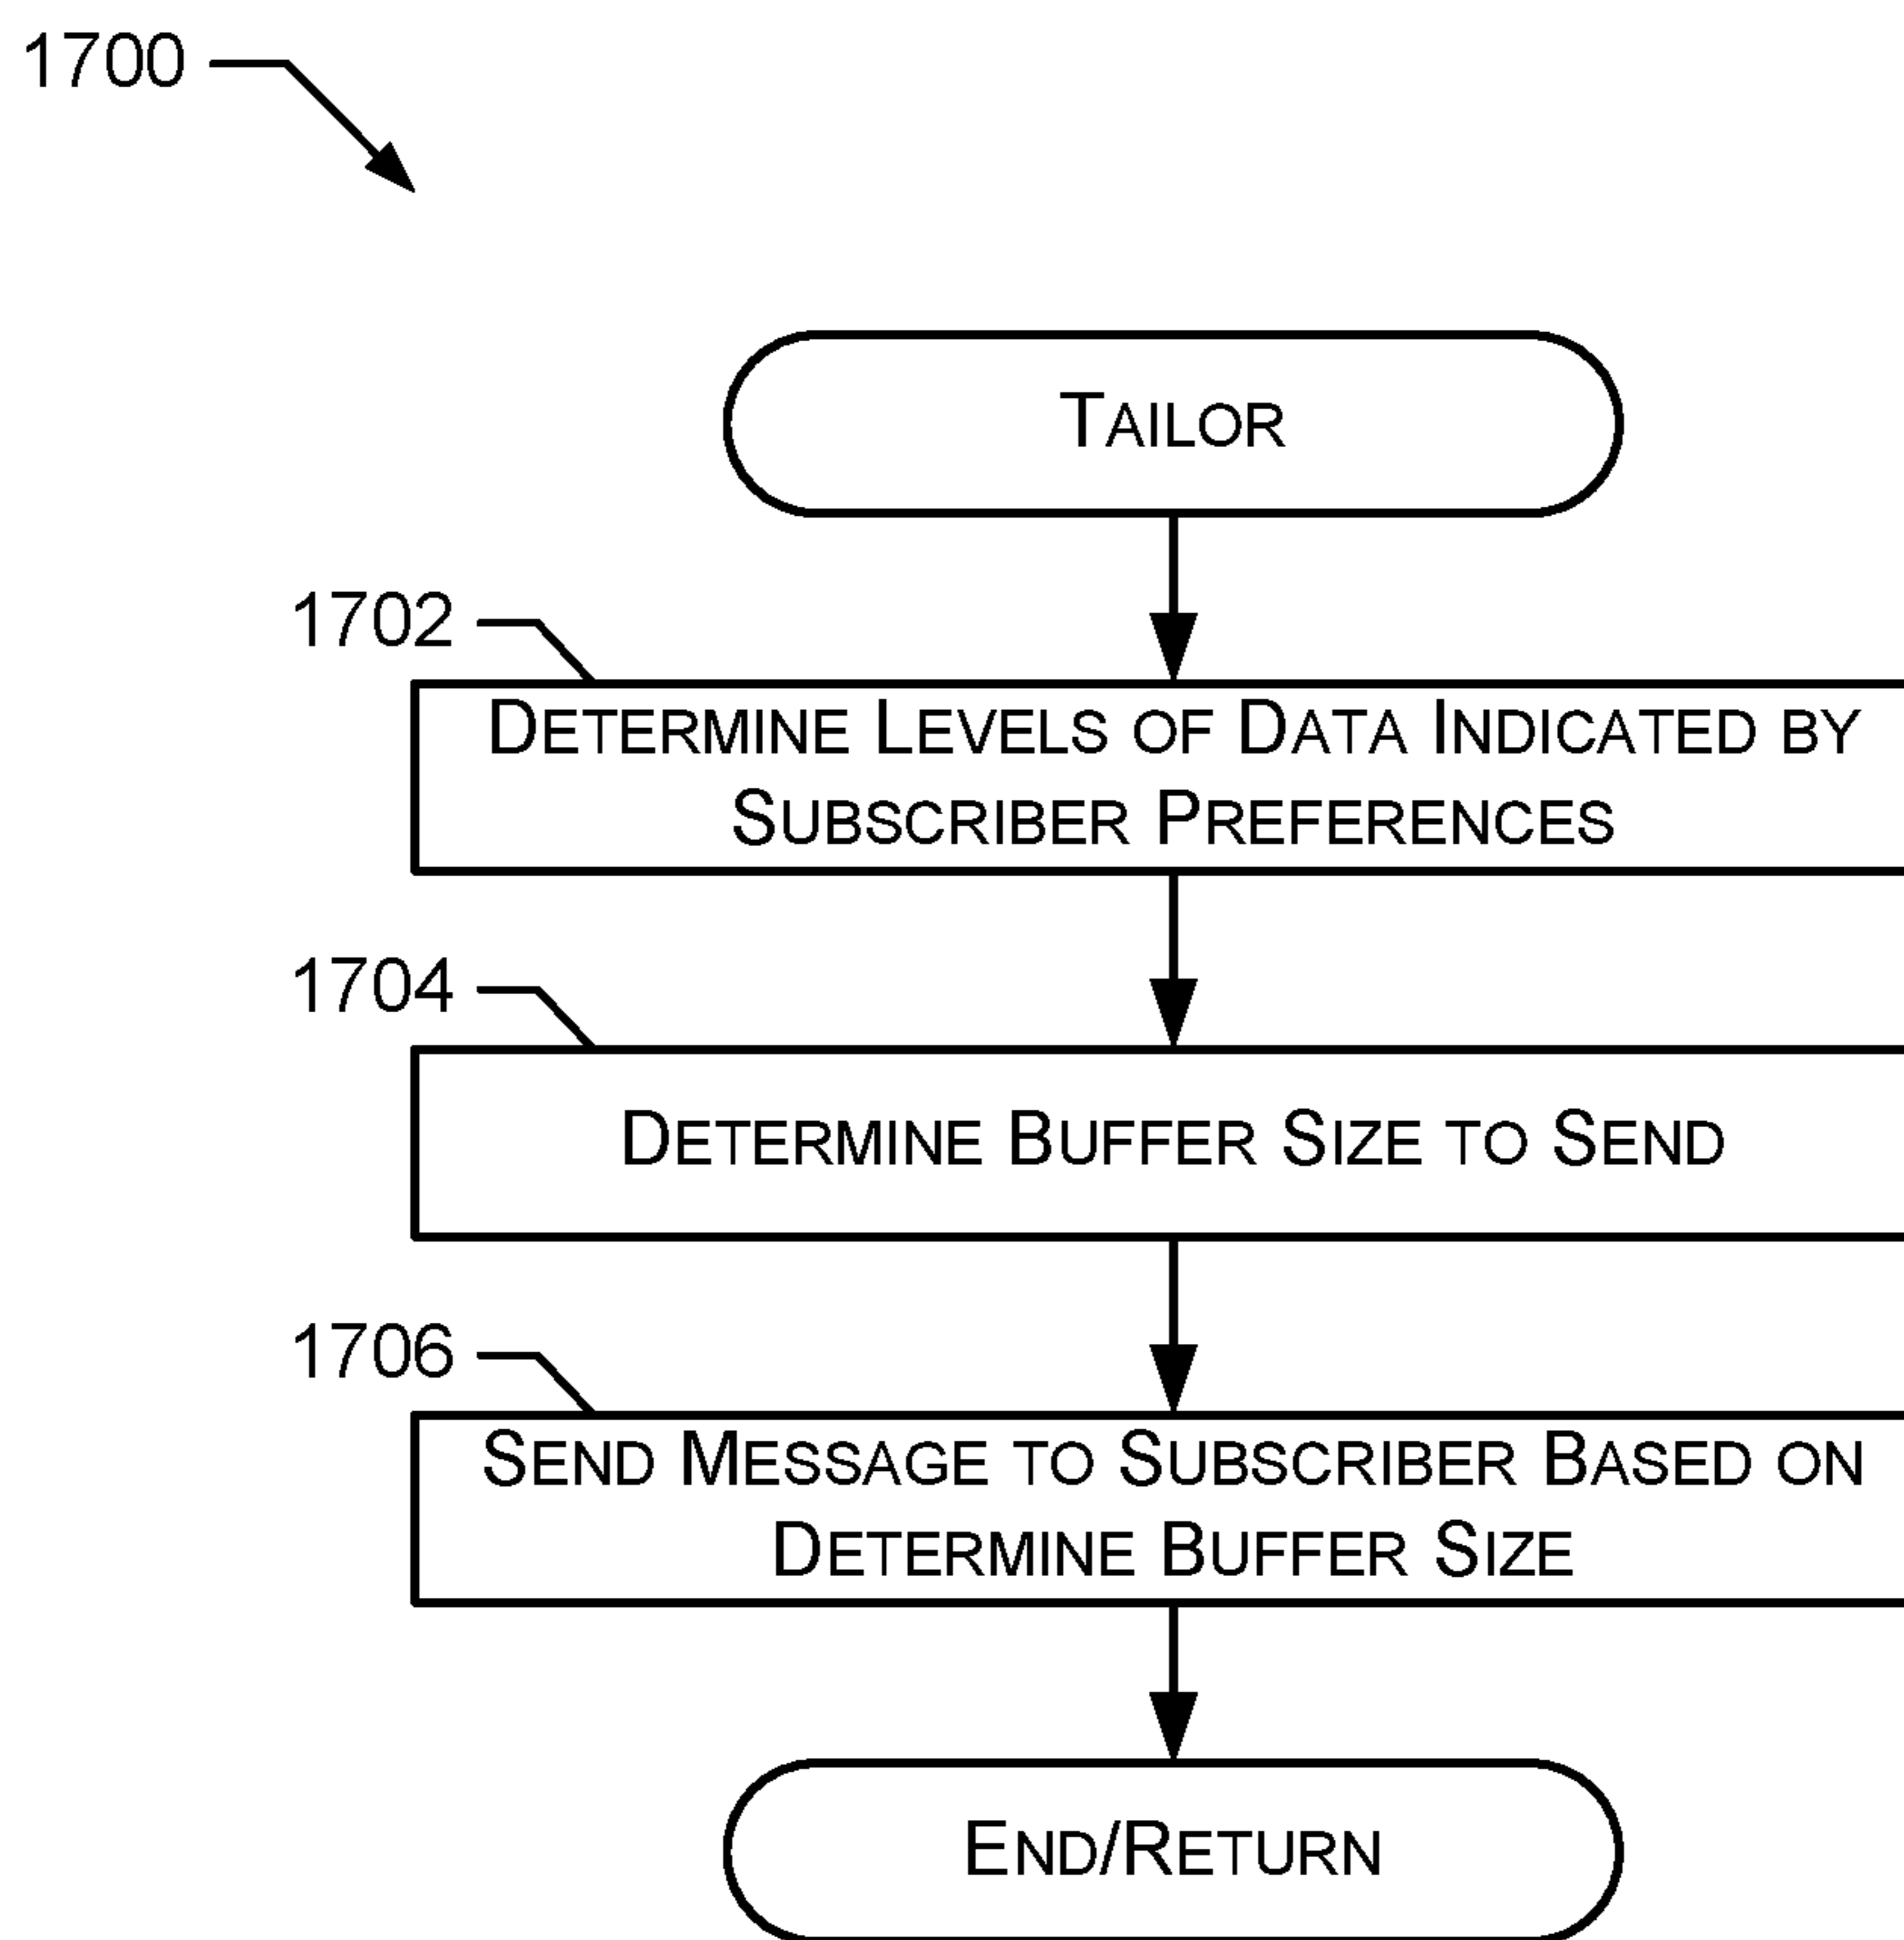 1700
TAILOR
1702
DETERMINE LEVELS OF DATA INDICATED BY
SUBSCRIBER PREFERENCES
1704
DETERMINE BUFFER SIZE TO SEND
1706
SEND MESSAGE TO SUBSCRIBER BASED ON
DETERMINE BUFFER SIZE
END/RETURN